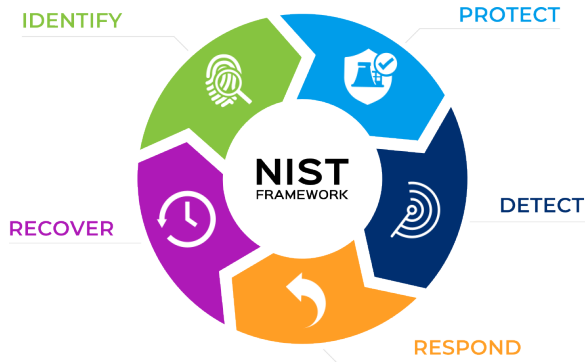 IDENTIFY
PROTECT
NIST
FRAMEWORK
DETECT
RECOVER
RESPOND